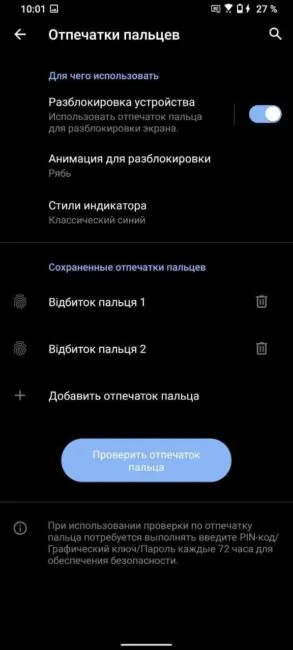 10:01 27 %
Отпечатки пальцев
Для чего использовать
Разблокировка устройства
Использовать отпечаток пальца
для разблокировки экрана.
Анимация для разблокировки
Рябь
Стили индикатора
Классический синий
Сохраненные отпечатки пальцев
Відбиток пальця 1
Відбиток пальця 2
Добавить отпечаток пальца
Проверить отпечаток
пальца
При использовании проверки по отпечатку
пальца потребуется выполнять введите PIN-код/
Графический ключ/Пароль каждые 72 часа для
обеспечения безопасности.